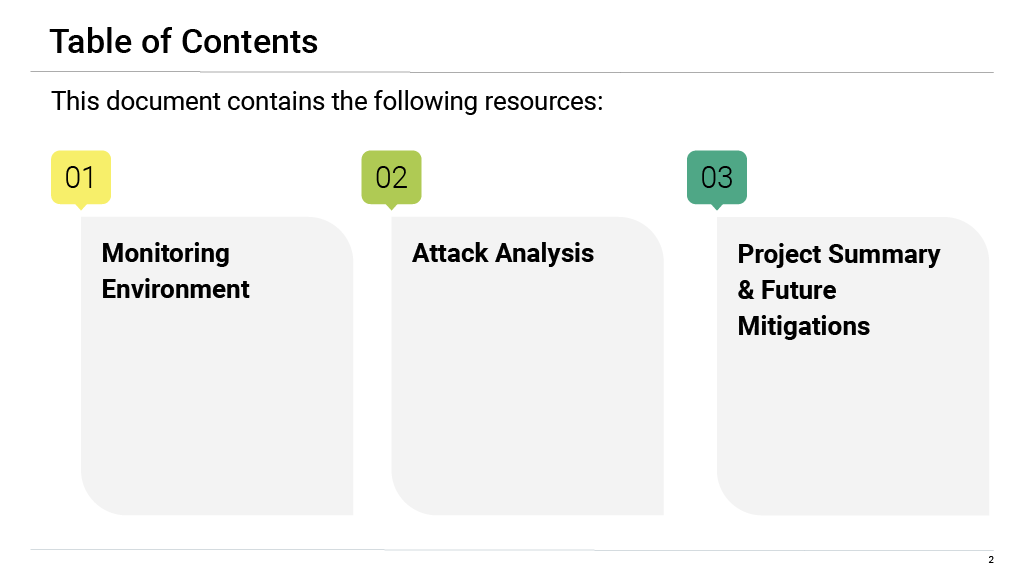 Table of Contents
This document contains the following resources:
01
Monitoring
Environment
02
Attack Analysis
03
Project Summary
& Future
Mitigations
2